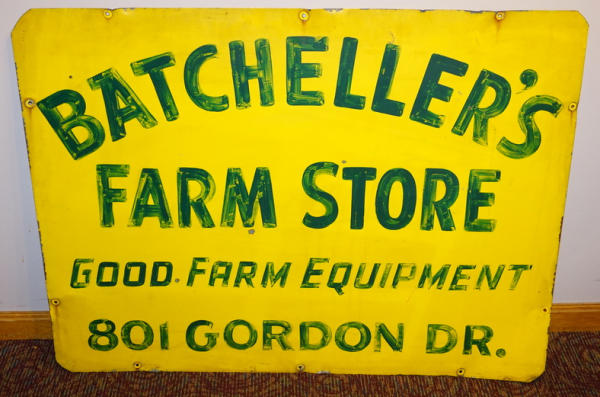 BATCHELLER'S
FARM STORE
GOOD FARM EQUIPMENT
801 GORDON DR.